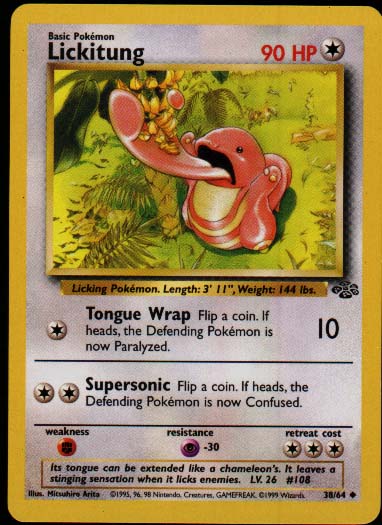 Basic Pokémon
Lickitung 90 HP
Licking Pokémon. Length: 3' 11", Weight: 144 lbs.
Tongue Wrap Flip a coin. If
heads, the Defending Pokémon is 10
now Paralyzed.
Supersonic Flip a coin. If heads, the
Defending Pokémon is now Confused.
weakness resistance retreat cost
-30
Its tongue can be extended like a chameleon's. It leaves a
stinging sensation when it licks enemies. LV. 26 #108
Illus. Mitsuhiro Arita ©1995, 96, 98 Nintendo, Creatures, GAMEFREAK. ©1999 Wizards. 38/64